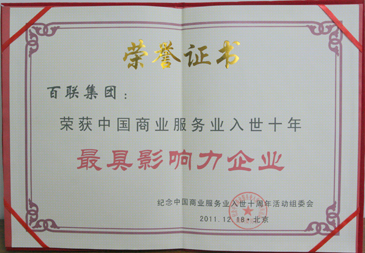 荣誉证书
百联集团：
荣获中国商业服务业入世十年
最具影响力企业
纪念中国商业服务业入世十周年活动组委会
2011.12.18·北京